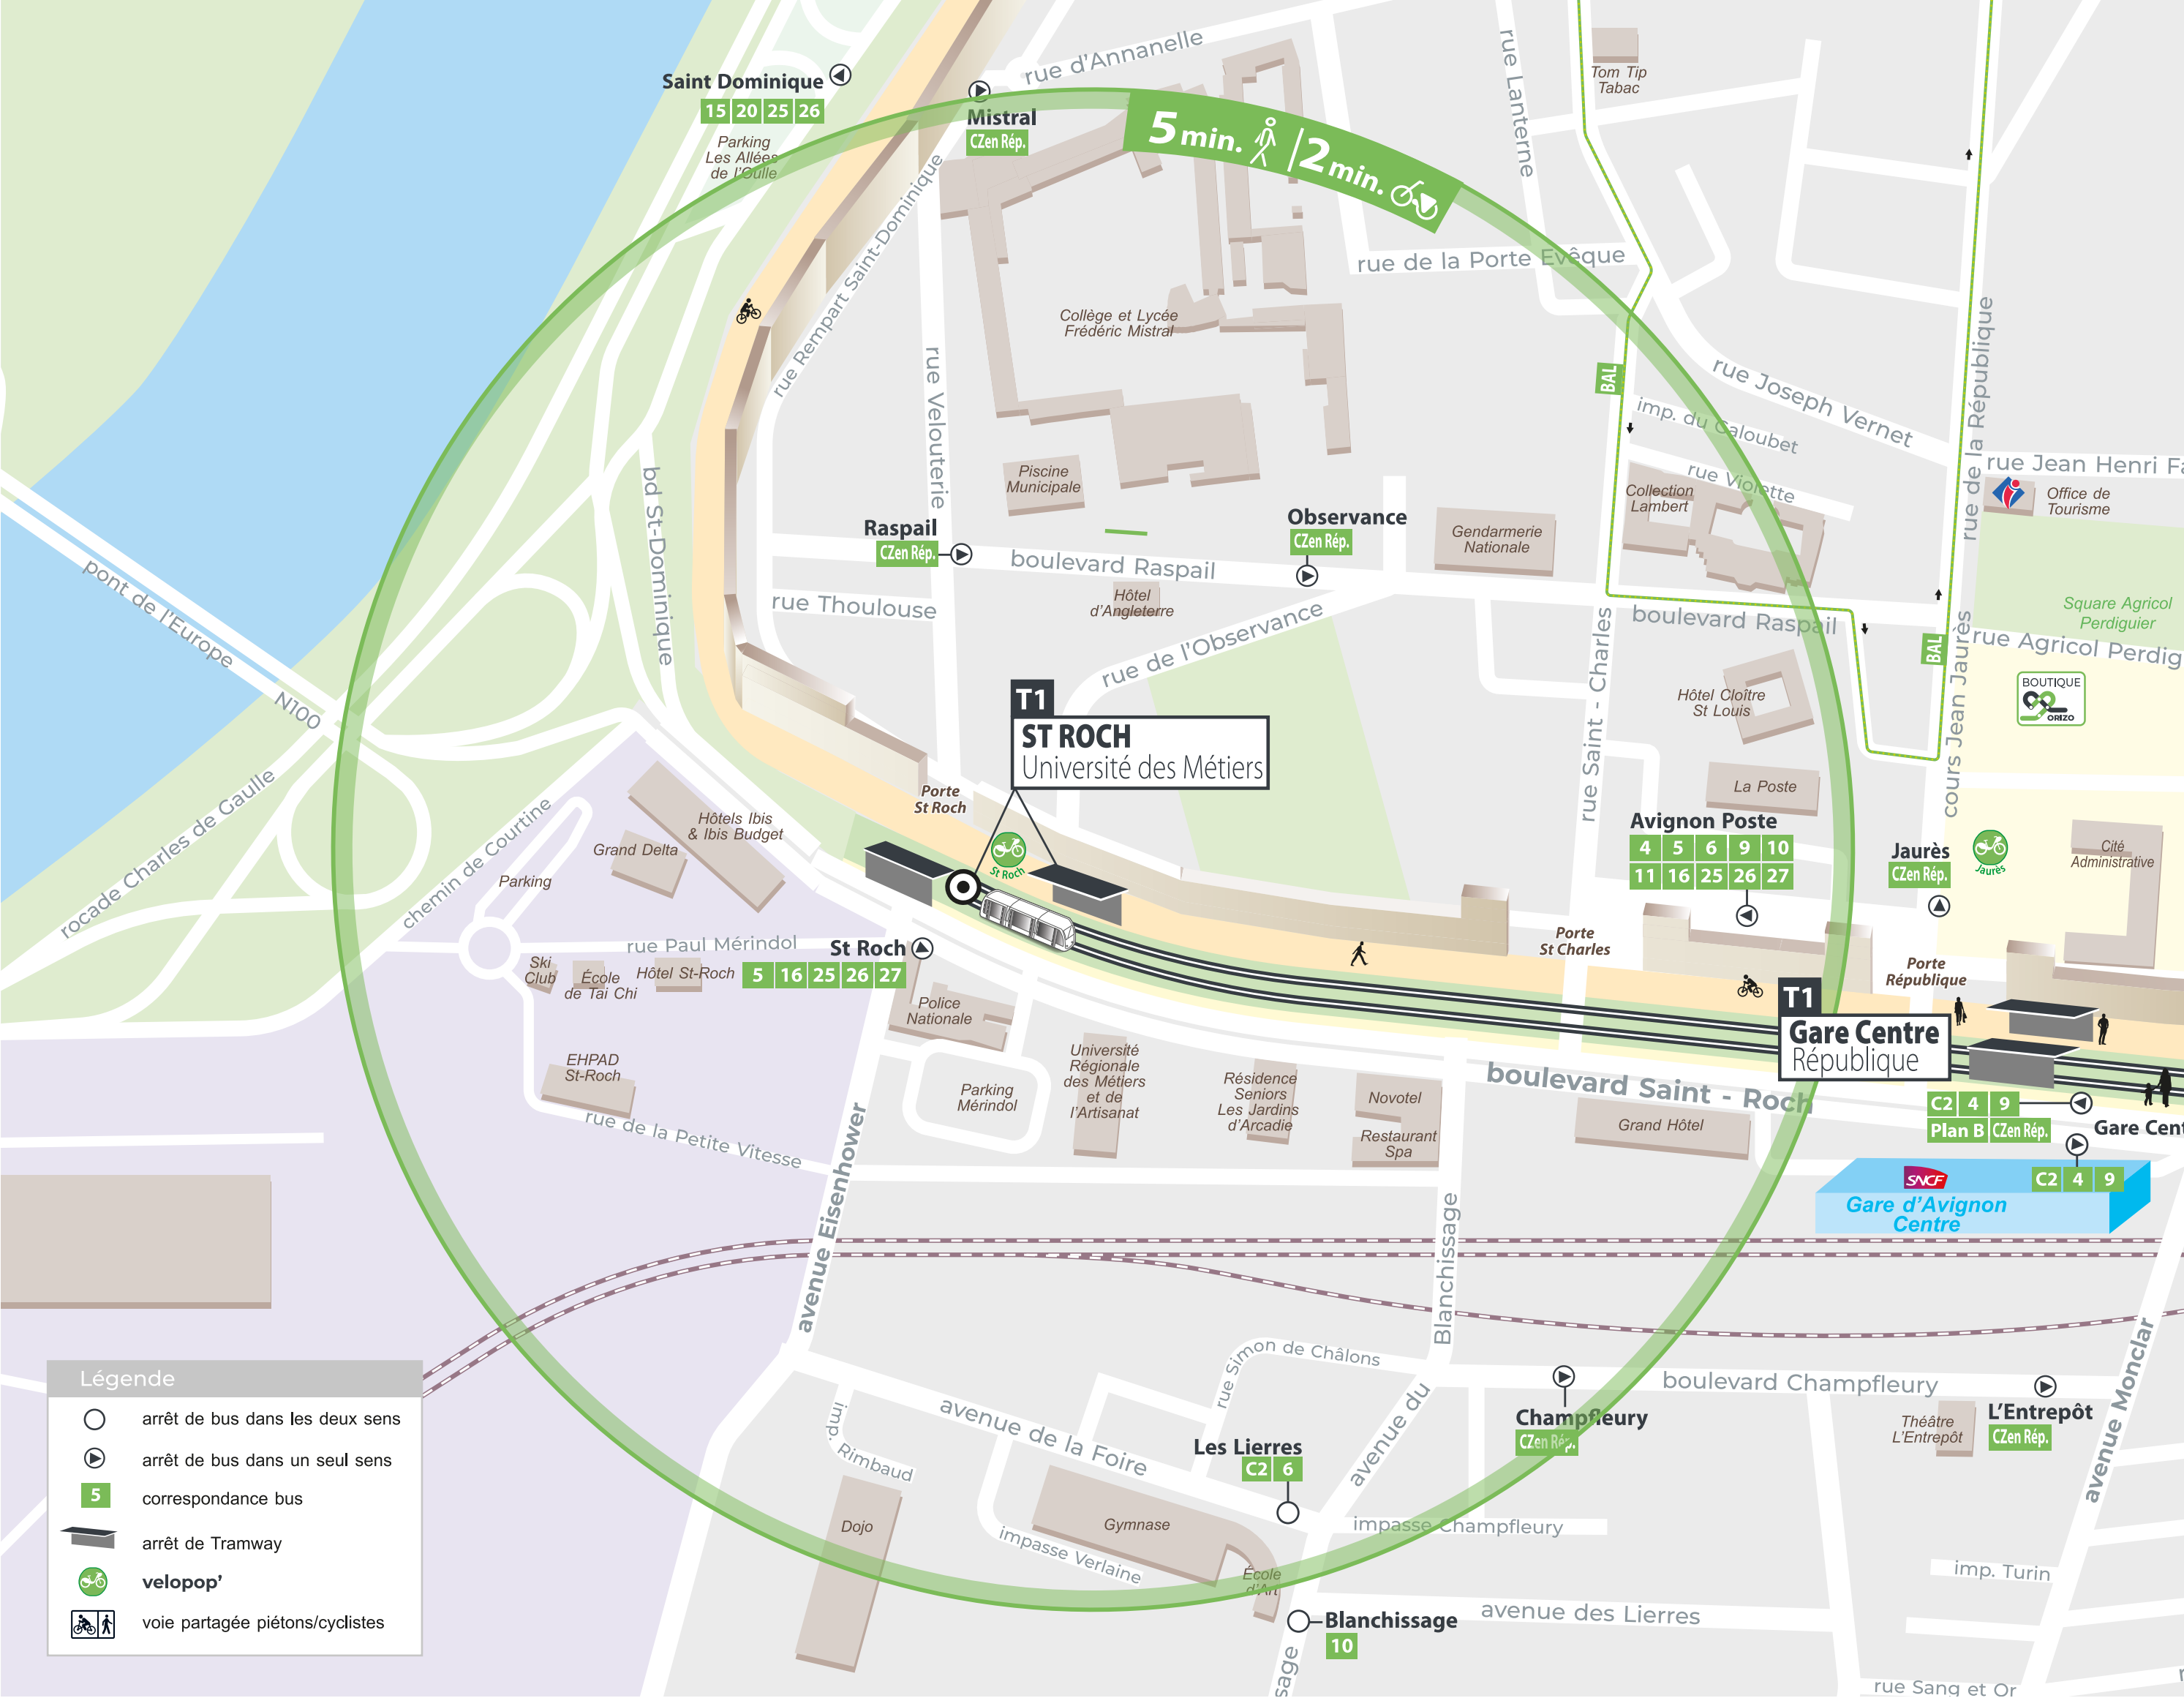 rue d'Annanelle
rue Lanterne
Tom Tip
Tabac
Saint Dominique
15 20 25 26
Parking
Les Allées
de l'Oulle
Mistral
CZen Rép.
5 min. / 2 min.
rue Rempart Saint-Dominique
rue de la Porte Evêque
Collège et Lycée
Frédéric Mistral
rue Velouterie
BAL
rue Joseph Vernet
imp. du Caloubet
rue Violette
rue de la République
rue Jean Henri Fa
Office de
Tourisme
Collection
Lambert
Piscine
Municipale
Raspail
CZen Rép.
Observance
CZen Rép.
Gendarmerie
Nationale
boulevard Raspail
bd St-Dominique
pont de l'Europe
N100
rue Thoulouse
Hôtel
d'Angleterre
rue de l'Observance
boulevard Raspail
rue Saint - Charles
BAL
Square Agricol
Perdiguier
rue Agricol Perdig
cours Jean Jaurès
BOUTIQUE
ORIZO
Hôtel Cloître
St Louis
T1
ST ROCH
Université des Métiers
La Poste
Porte
St Roch
St Roch
Avignon Poste
4 5 6 9 10
11 16 25 26 27
Jaurès
CZen Rép.
Jaurès
Cité
Administrative
rocade Charles de Gaulle
chemin de Courtine
Hôtels Ibis
& Ibis Budget
Grand Delta
Parking
rue Paul Mérindol
St Roch
5 16 25 26 27
Ski
Club
École
de Tai Chi
Hôtel St-Roch
Porte
St Charles
Porte
République
T1
Gare Centre
République
Police
Nationale
EHPAD
St-Roch
rue de la Petite Vitesse
Parking
Mérindol
Université
Régionale
des Métiers
et de
l'Artisanat
Résidence
Seniors
Les Jardins
d'Arcadie
Novotel
Restaurant
Spa
boulevard Saint - Roch
Grand Hôtel
C2 4 9
Plan B CZen Rép.
Gare Cent
C2 4 9
SNCF
Gare d'Avignon
Centre
avenue Eisenhower
Blanchissage
avenue du
rue Simon de Châlons
boulevard Champfleury
Champfleury
CZen Rép.
L'Entrepôt
CZen Rép.
Théâtre
L'Entrepôt
avenue Monclar
avenue de la Foire
imp. Rimbaud
Les Lierres
C2 6
Dojo
Gymnase
impasse Verlaine
École
d'Art
impasse Champfleury
imp. Turin
Blanchissage
10
avenue des Lierres
sage
rue Sang et Or
r
Légende
arrêt de bus dans les deux sens
arrêt de bus dans un seul sens
5 correspondance bus
arrêt de Tramway
velopop'
voie partagée piétons/cyclistes